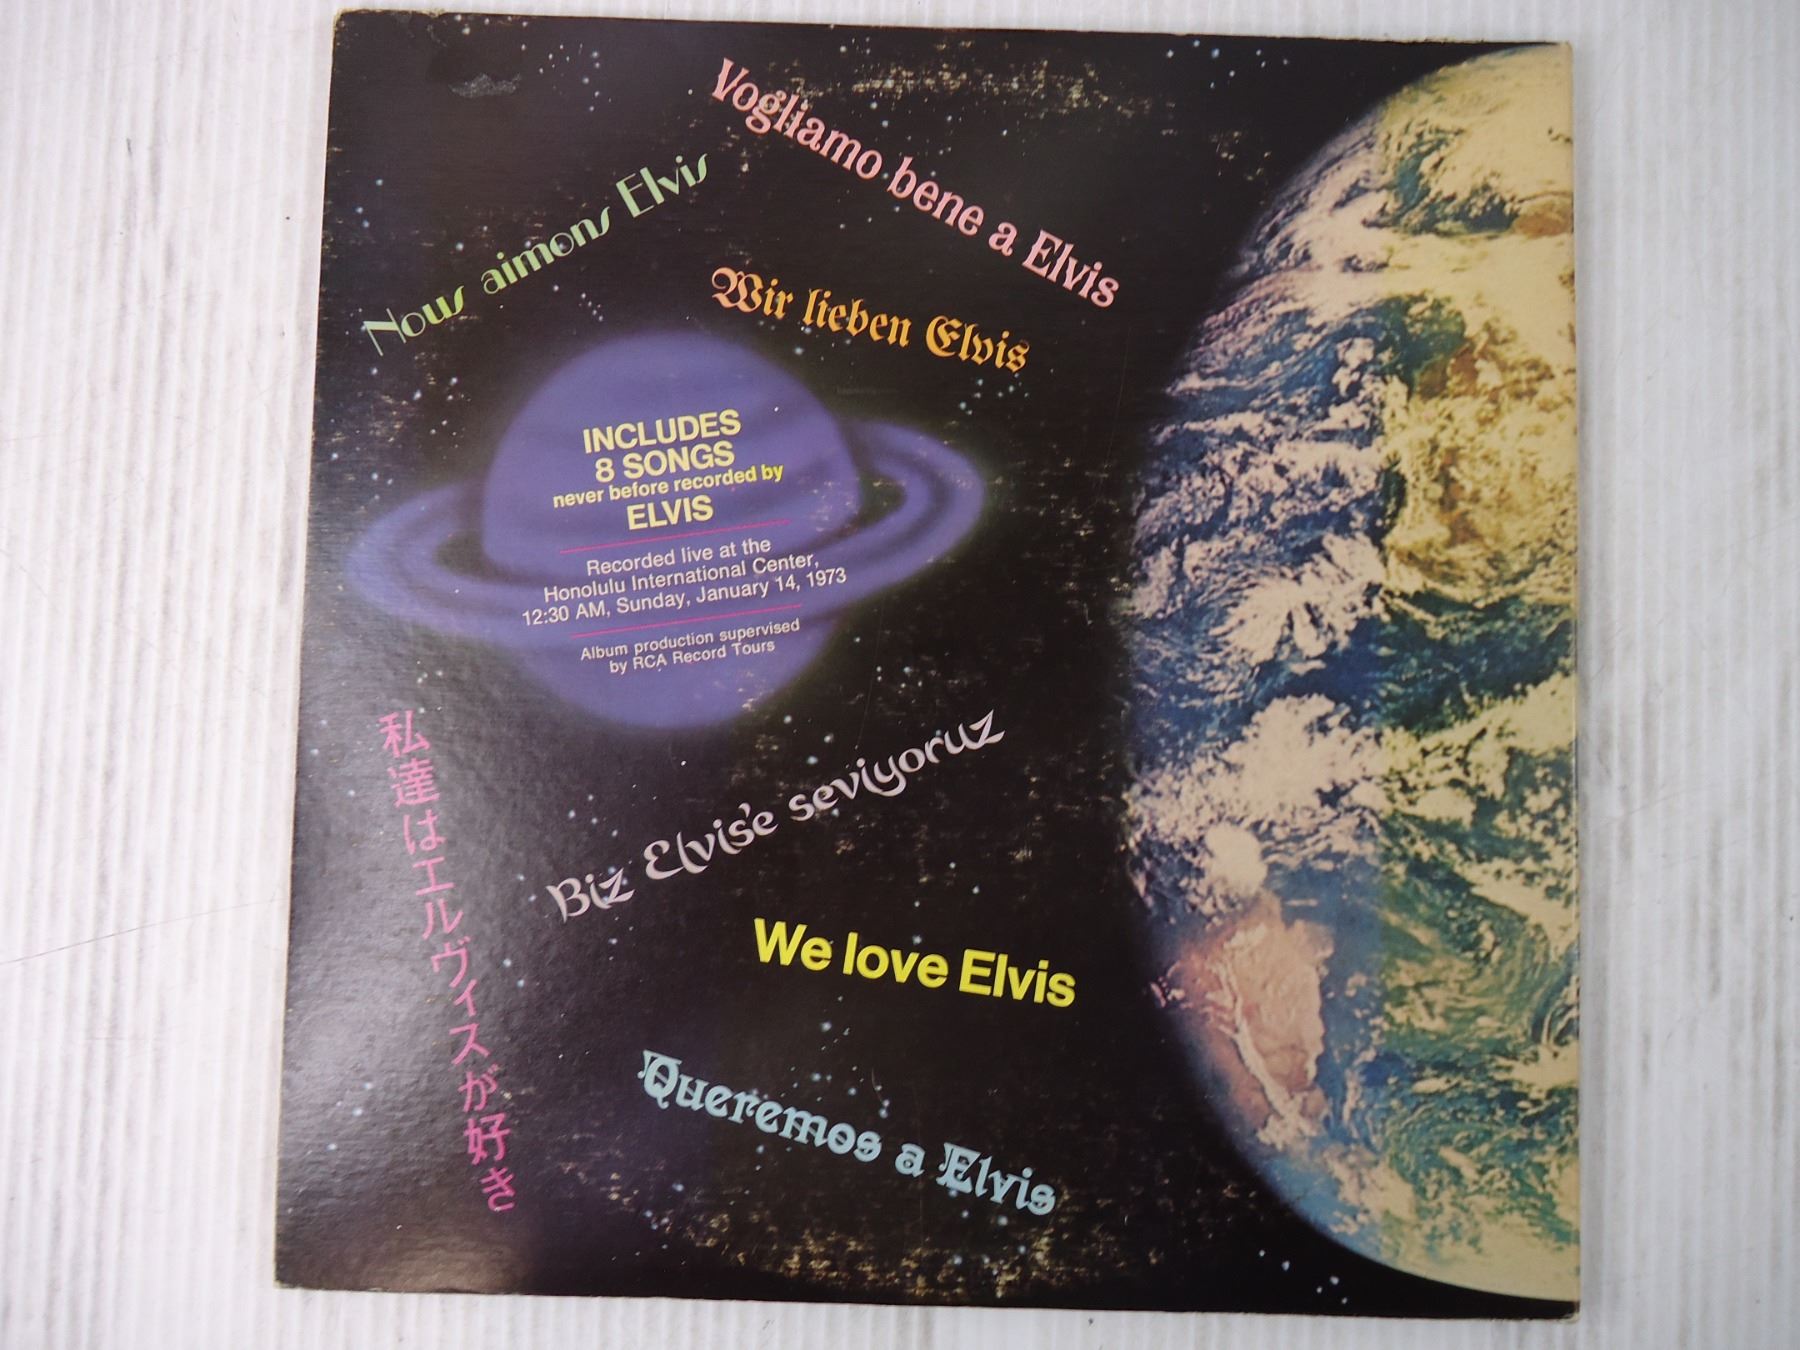 Vogliamo bene a Elvis
Nous aimons Elvis
Wir lieben Elvis
INCLUDES
8 SONGS
never before recorded by
ELVIS
Recorded live at the
Honolulu International Center,
12:30 AM, Sunday, January 14, 1973
Album production supervised
by RCA Record Tours
私達はエルヴィスが好き
Biz Elvis'e seviyoruz
We love Elvis
Queremos a Elvis